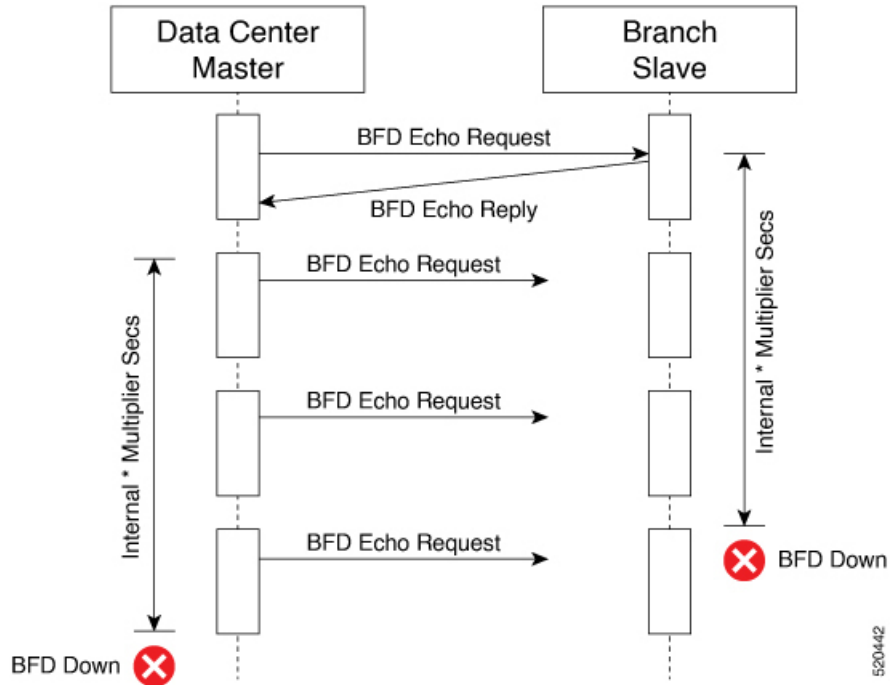 Data Center
Master
Branch
Slave
BFD Echo Request
BFD Echo Reply
BFD Echo Request
Internal * Multiplier Secs
Internal * Multiplier Secs
BFD Echo Request
BFD Echo Request
BFD Down
BFD Down
520442